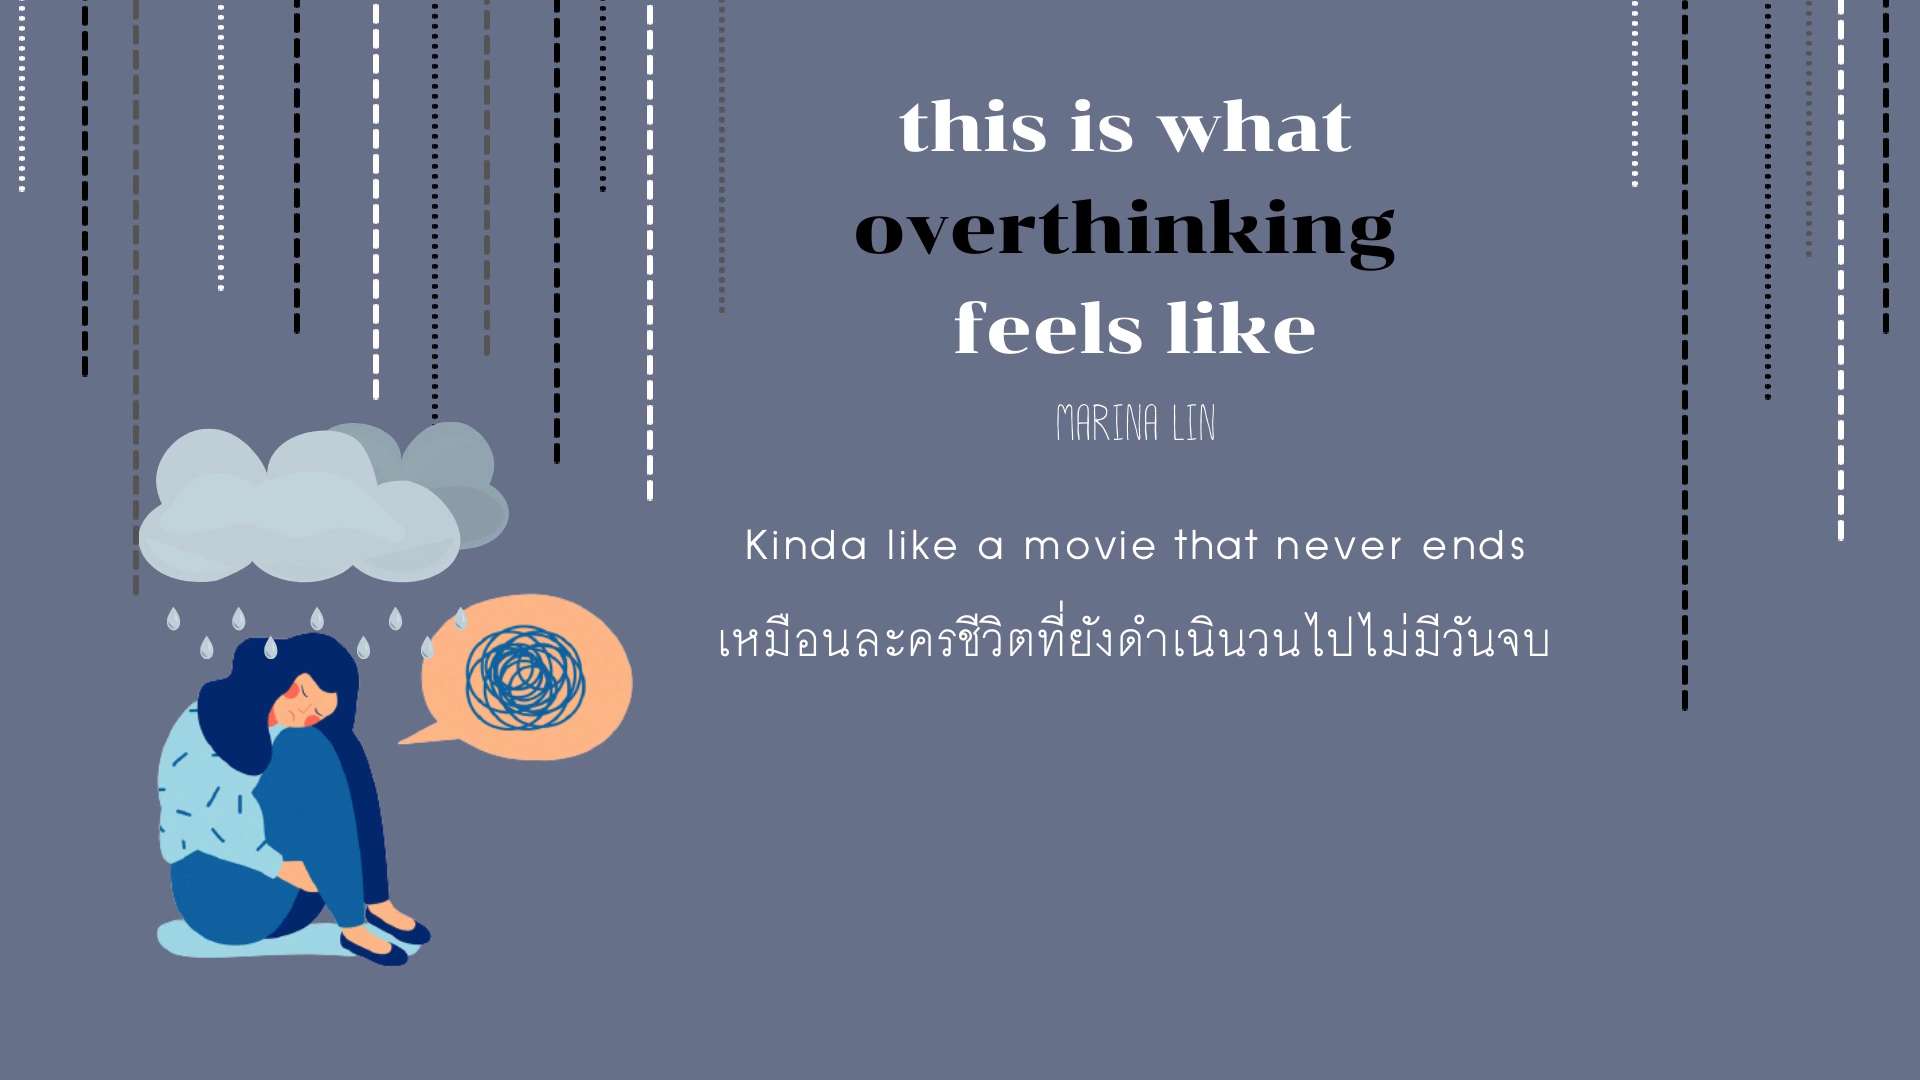 this is what
overthinking
feels like
MARINA LIN
Kinda like a movie that never ends
เหมือนละครชีวิตที่ยังดำเนินวนไปไม่มีวันจบ